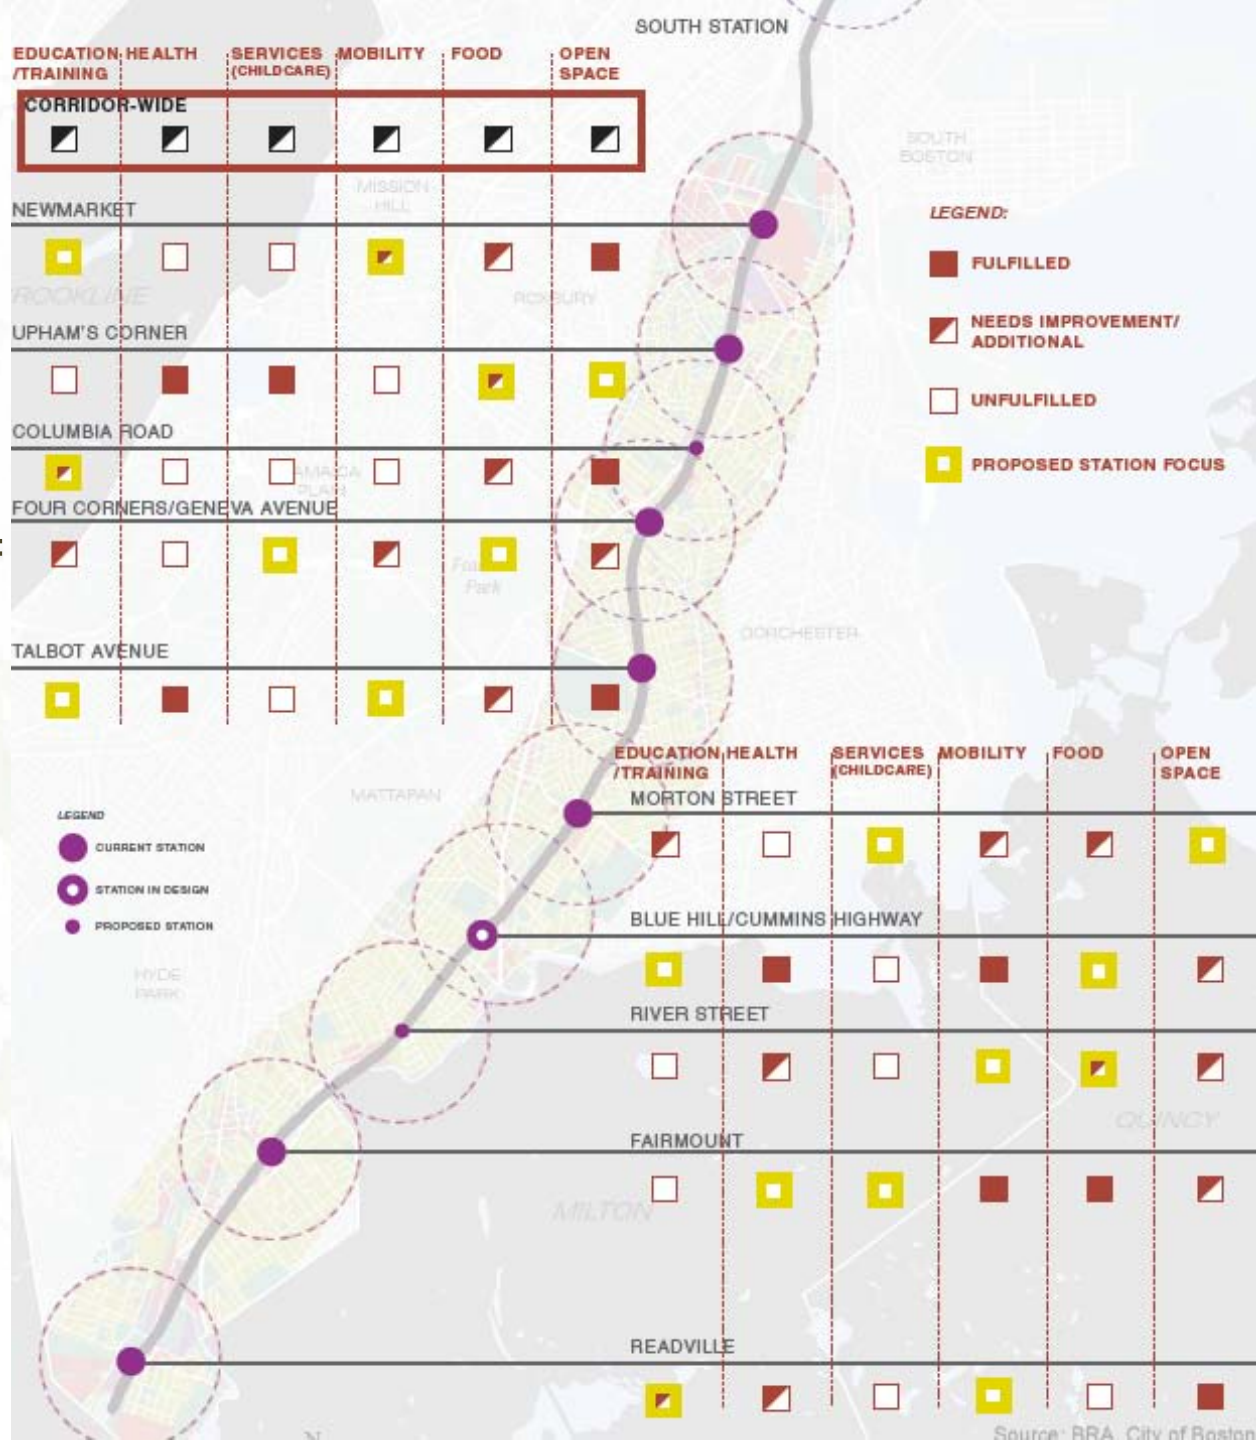 SOUTH STATION
EDUCATION
/TRAINING
HEALTH
SERVICES
(CHILDCARE)
MOBILITY
FOOD
OPEN
SPACE
CORRIDOR-WIDE
SOUTH
BOSTON
MISSION
HILL
NEWMARKET
LEGEND:
FULFILLED
ROOKLINE
ROXBURY
UPHAM'S CORNER
NEEDS IMPROVEMENT/
ADDITIONAL
UNFULFILLED
COLUMBIA ROAD
PROPOSED STATION FOCUS
AMAICA
PLAIN
FOUR CORNERS/GENEVA AVENUE
Park
DORCHESTER
TALBOT AVENUE
EDUCATION
/TRAINING
HEALTH
SERVICES
(CHILDCARE)
MOBILITY
FOOD
OPEN
SPACE
MATTAPAN
MORTON STREET
LEGEND
CURRENT STATION
STATION IN DESIGN
PROPOSED STATION
BLUE HILL/CUMMINS HIGHWAY
HYDE
PARK
RIVER STREET
QUINCY
FAIRMOUNT
MILTON
READVILLE
Source: BRA, City of Boston